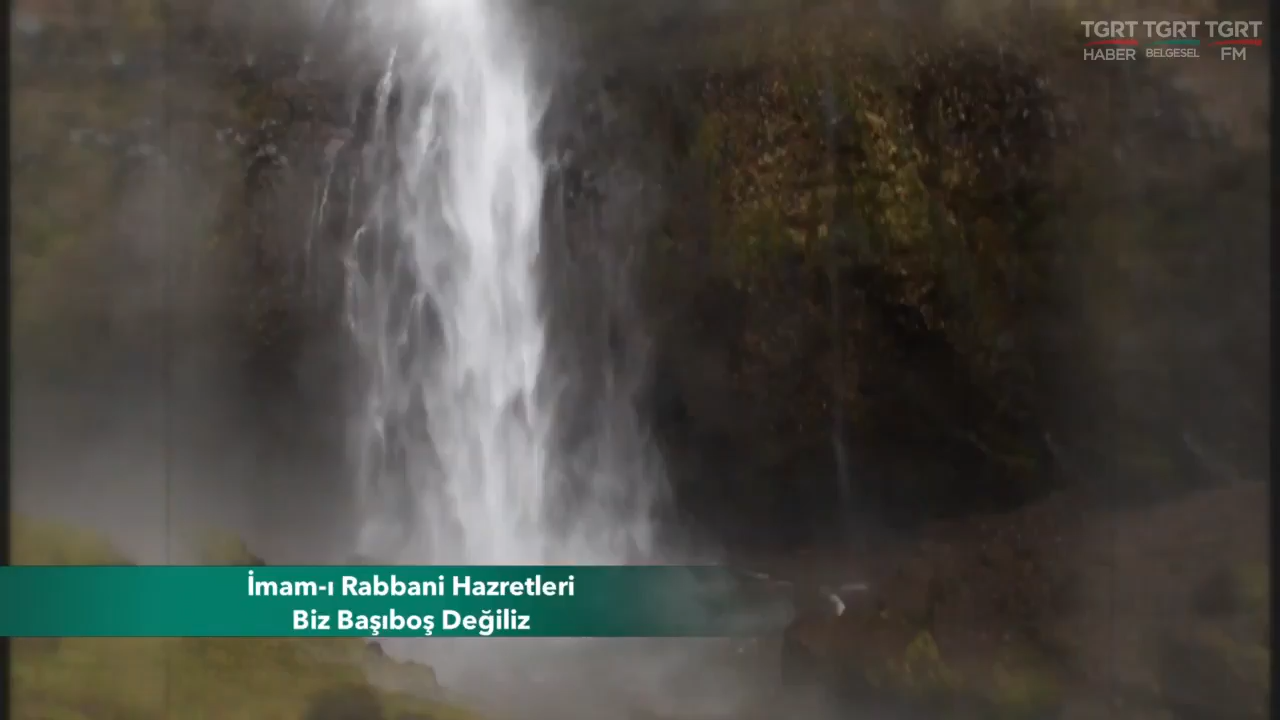 TGRT TGRT TGRT
HABER BELGESEL FM
İmam-ı Rabbani Hazretleri
Biz Başıboş Değiliz